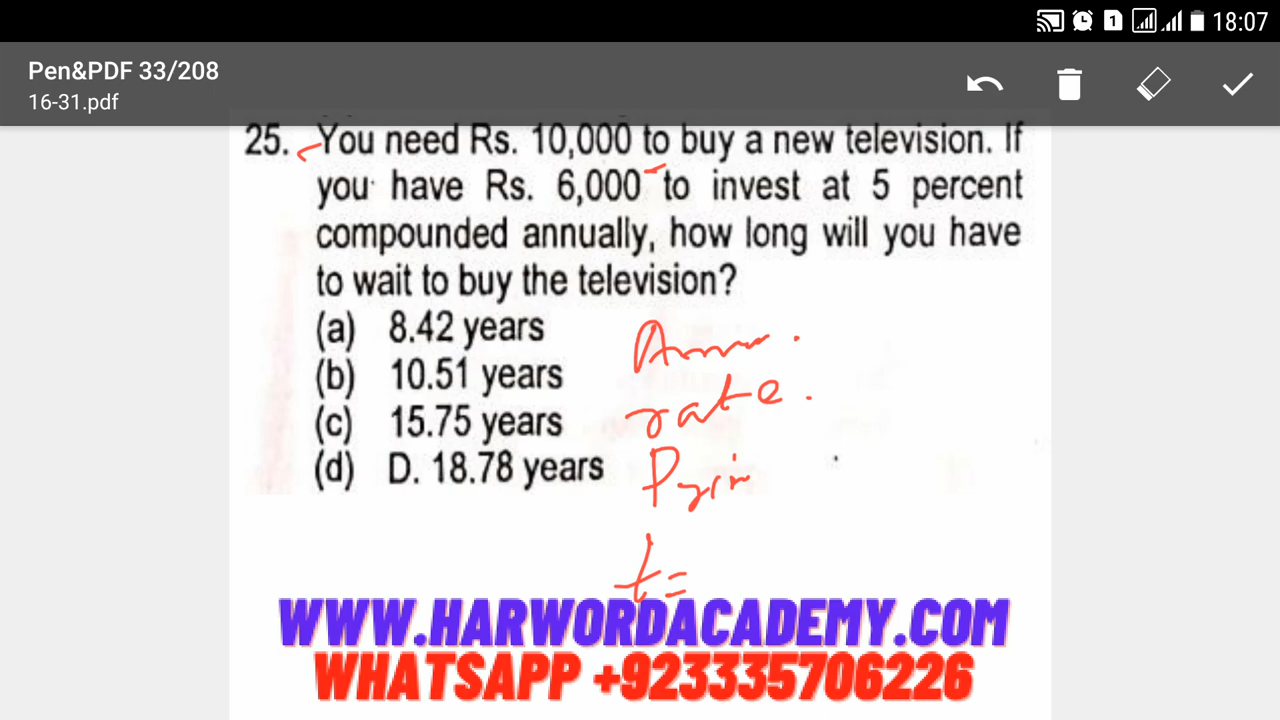 1 18:07
Pen&PDF 33/208
16-31.pdf
25. You need Rs. 10,000 to buy a new television. If
you have Rs. 6,000 to invest at 5 percent
compounded annually, how long will you have
to wait to buy the television?
(a) 8.42 years
(b) 10.51 years
(c) 15.75 years
(d) D. 18.78 years
rate.
Prin
t=
WWW.HARWORDACADEMY.COM
WHATSAPP +923335706226